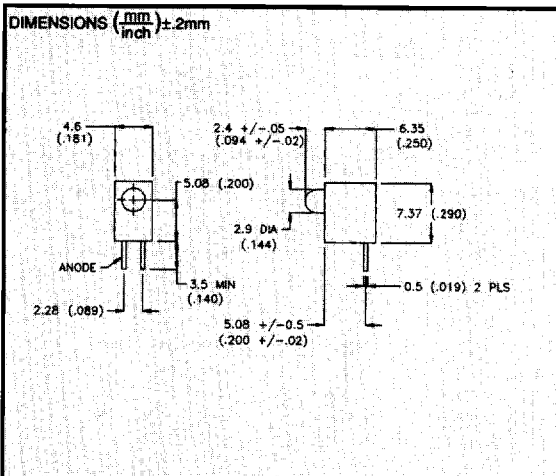 DIMENSIONS (mm/inch)±.2mm
4.6
(.181)
5.08 (.200)
ANODE
3.5 MIN
(.140)
2.28 (.089)
2.4 +/-.05
(.094 +/-.02)
6.35
(.250)
2.9 DIA
(.144)
7.37 (.290)
0.5 (.019) 2 PLS
5.08 +/-0.5
(.200 +/-.02)